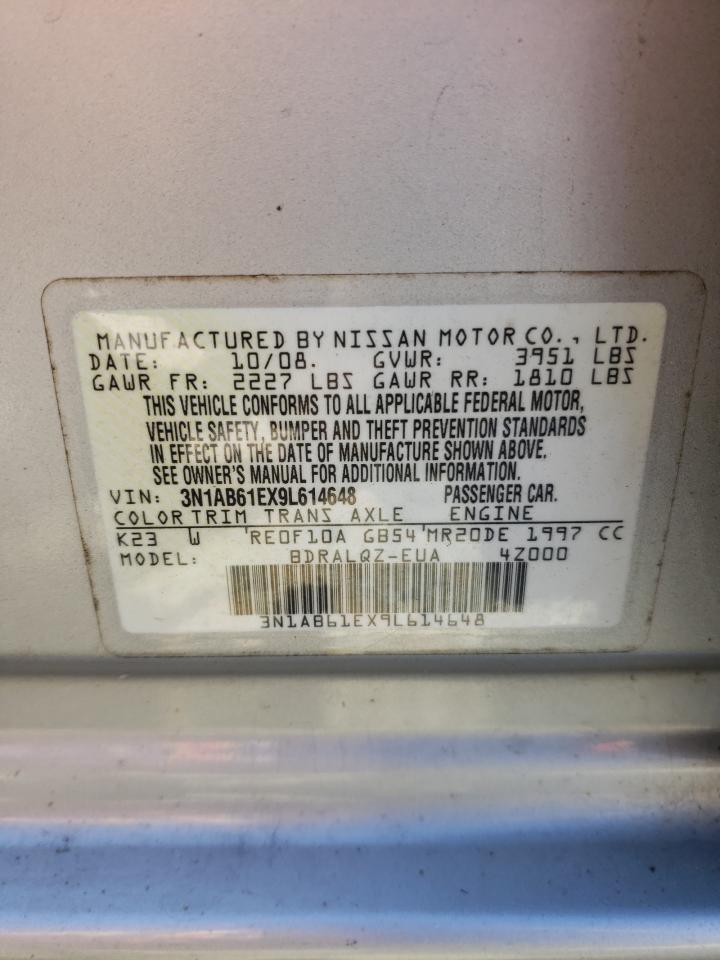 MANUFACTURED BY NISSAN MOTOR CO., LTD.
DATE: 10/08. GVWR: 3951 LBS
GAWR FR: 2227 LBS GAWR RR: 1810 LBS
THIS VEHICLE CONFORMS TO ALL APPLICABLE FEDERAL MOTOR,
VEHICLE SAFETY, BUMPER AND THEFT PREVENTION STANDARDS
IN EFFECT ON THE DATE OF MANUFACTURE SHOWN ABOVE.
SEE OWNER'S MANUAL FOR ADDITIONAL INFORMATION.
VIN: 3N1AB61EX9L614648 PASSENGER CAR.
COLOR TRIM TRANS AXLE ENGINE
K23 W RE0F10A GB54 MR20DE 1997 CC
MODEL: BDRALQZ-EUA 4Z000
3N1AB61EX9L614648